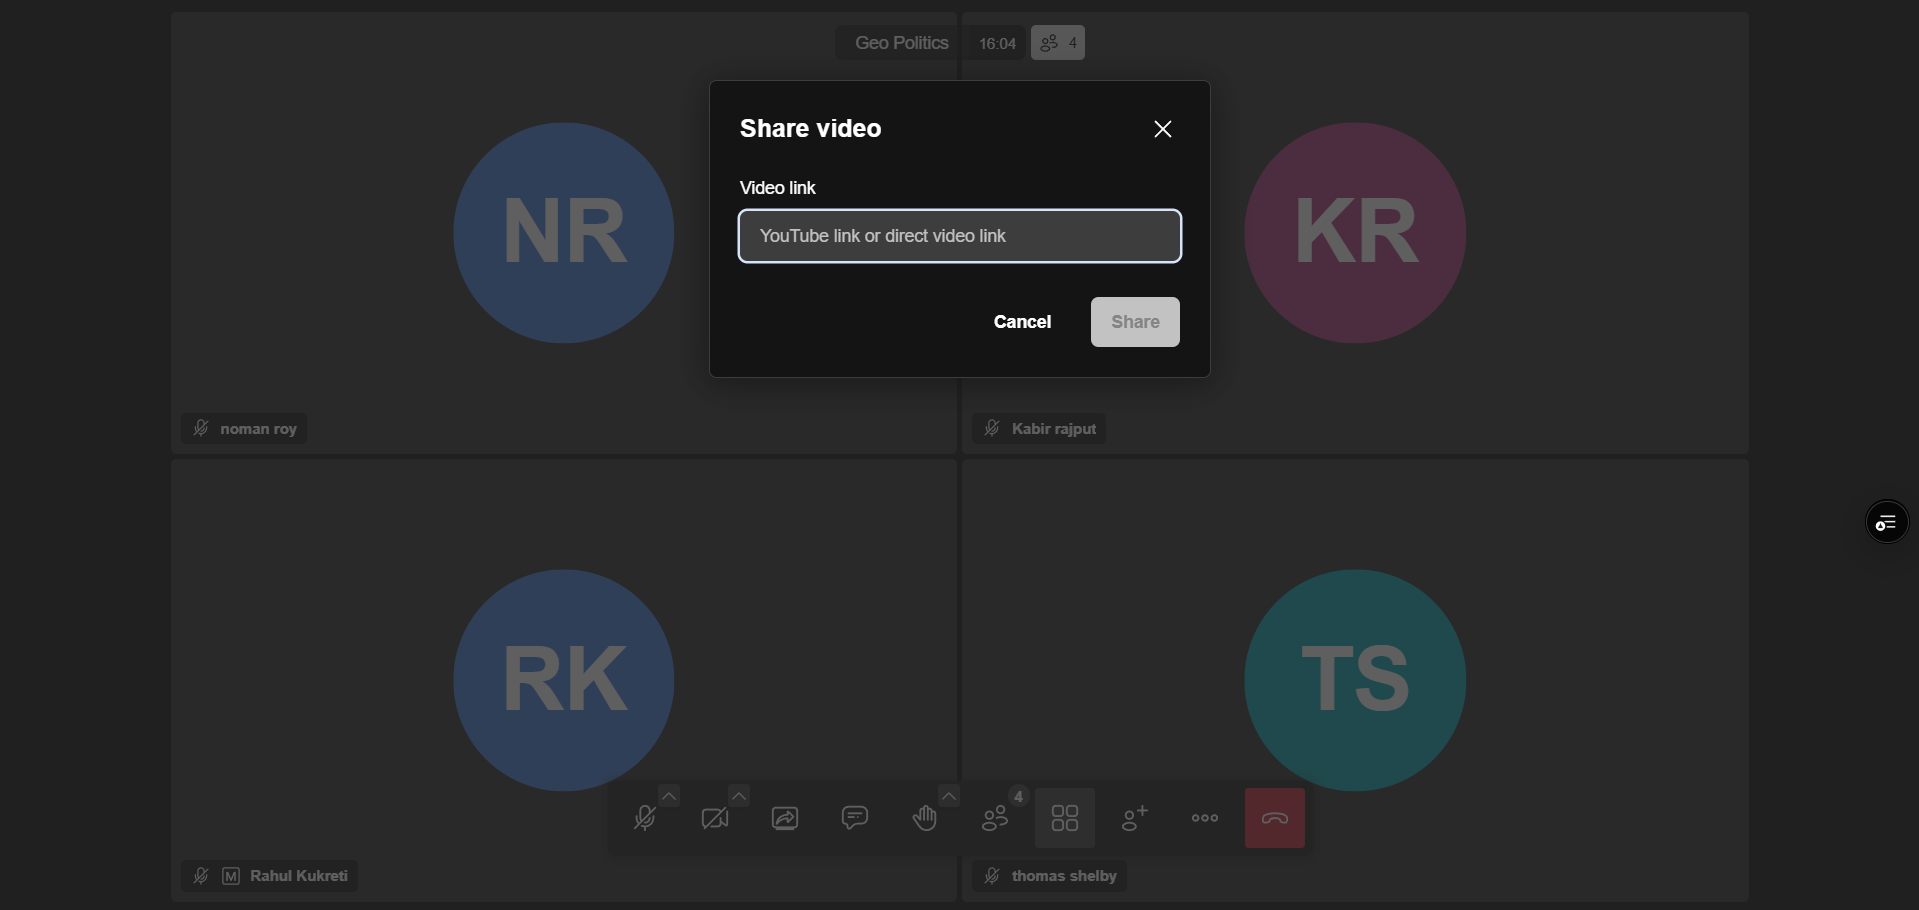 Geo Politics 16:04 4
Share video
Video link
YouTube link or direct video link
Cancel Share
NR
KR
noman roy
Kabir rajput
RK
TS
4
M Rahul Kukreti
thomas shelby